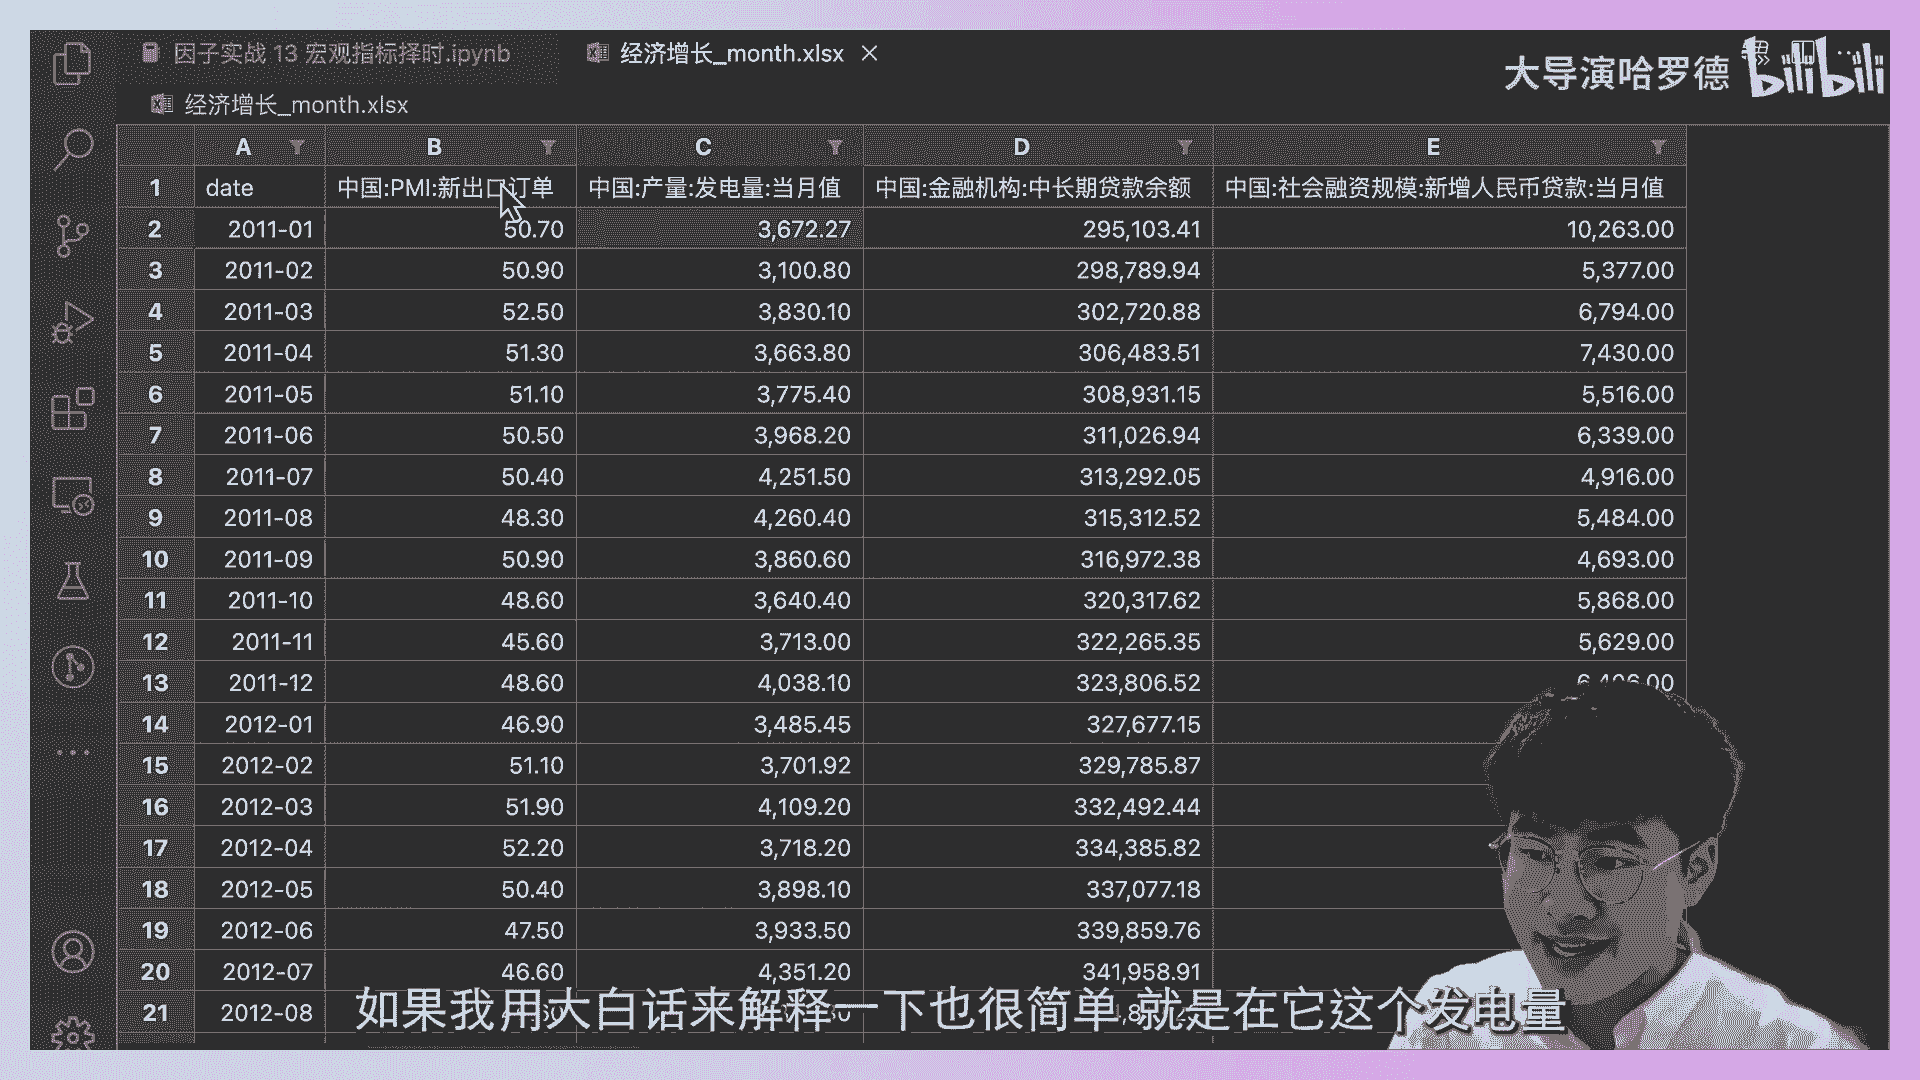 因子实战 13 宏观指标择时.ipynb 经济增长_month.xlsx
大导演哈罗德 bilibili
经济增长_month.xlsx
A B C D E
1 date 中国:PMI:新出口订单 中国:产量:发电量:当月值 中国:金融机构:中长期贷款余额 中国:社会融资规模:新增人民币贷款:当月值
2 2011-01 50.70 3,672.27 295,103.41 10,263.00
3 2011-02 50.90 3,100.80 298,789.94 5,377.00
4 2011-03 52.50 3,830.10 302,720.88 6,794.00
5 2011-04 51.30 3,663.80 306,483.51 7,430.00
6 2011-05 51.10 3,775.40 308,931.15 5,516.00
7 2011-06 50.50 3,968.20 311,026.94 6,339.00
8 2011-07 50.40 4,251.50 313,292.05 4,916.00
9 2011-08 48.30 4,260.40 315,312.52 5,484.00
10 2011-09 50.90 3,860.60 316,972.38 4,693.00
11 2011-10 48.60 3,640.40 320,317.62 5,868.00
12 2011-11 45.60 3,713.00 322,265.35 5,629.00
13 2011-12 48.60 4,038.10 323,806.52
14 2012-01 46.90 3,485.45 327,677.15
15 2012-02 51.10 3,701.92 329,785.87
16 2012-03 51.90 4,109.20 332,492.44
17 2012-04 52.20 3,718.20 334,385.82
18 2012-05 50.40 3,898.10 337,077.18
19 2012-06 47.50 3,933.50 339,859.76
20 2012-07 46.60 4,351.20 341,958.91
21 2012-08
如果我用大白话来解释一下也很简单 就是在它这个发电量